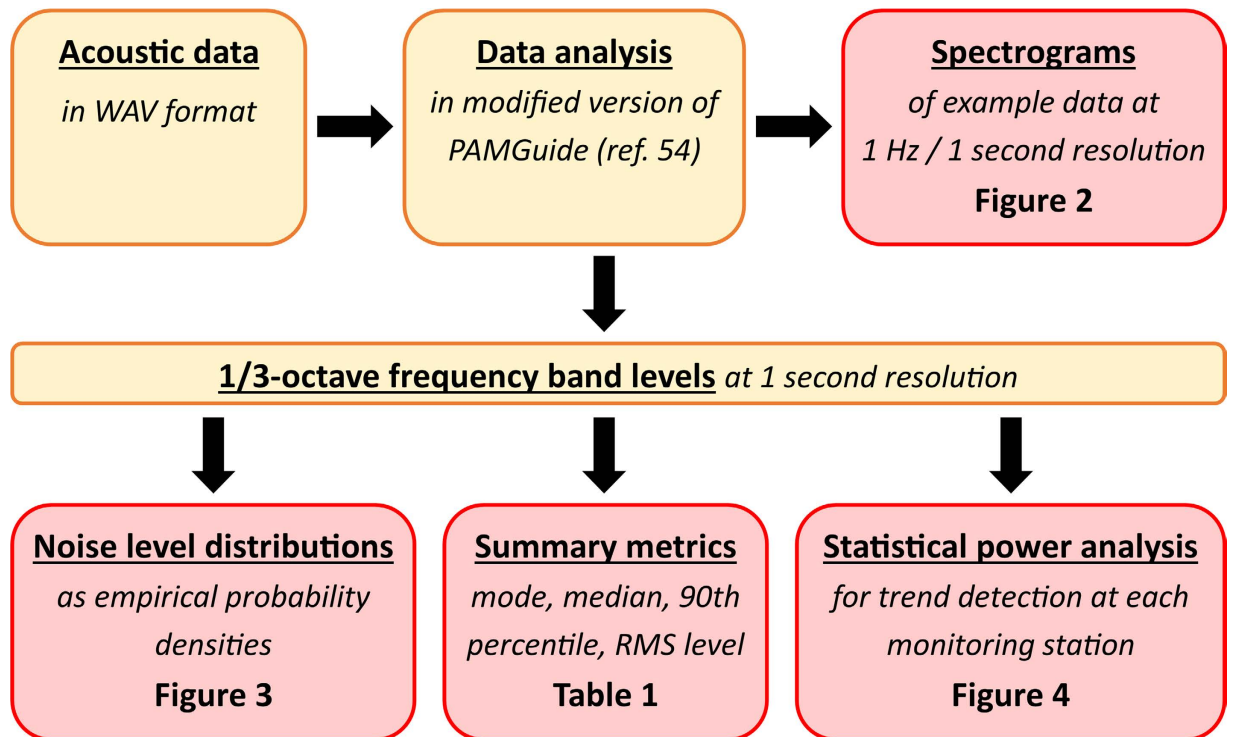 Acoustic data
in WAV format
Data analysis
in modified version of
PAMGuide (ref. 54)
Spectrograms
of example data at
1 Hz / 1 second resolution
Figure 2
1/3-octave frequency band levels at 1 second resolution
Noise level distributions
as empirical probability
densities
Figure 3
Summary metrics
mode, median, 90th
percentile, RMS level
Table 1
Statistical power analysis
for trend detection at each
monitoring station
Figure 4